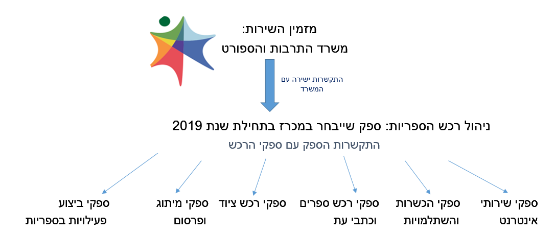 מזמין השירות:
משרד התרבות והספורט
התקשרות ישירה עם
המשרד
ניהול רכש הספריות: ספק שייבחר במכרז בתחילת שנת 2019
התקשרות הספק עם ספקי הרכש
ספקי שירותי
אינטרנט
ספקי הכשרות
והשתלמויות
ספקי רכש ספרים
וכתבי עת
ספקי רכש ציוד
ספקי מיתוג
ופרסום
ספקי ביצוע
פעילויות בספריות